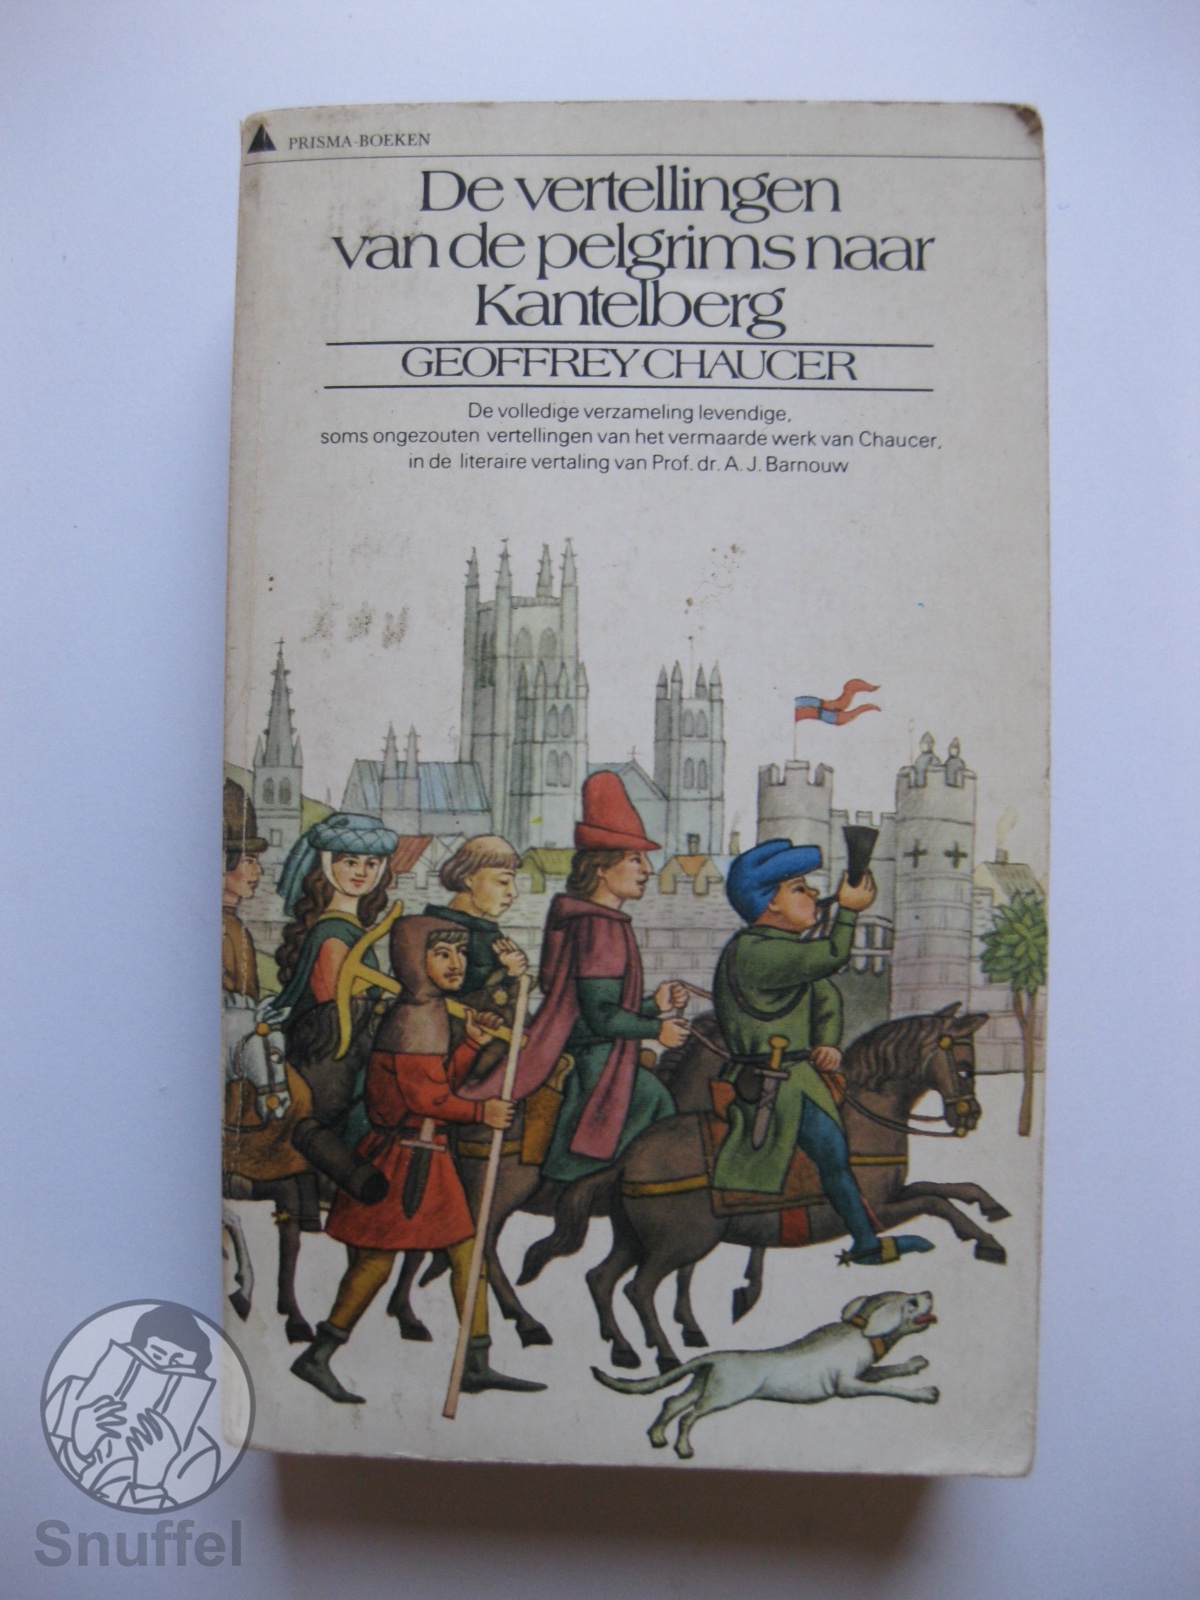 PRISMA-BOEKEN
De vertellingen
van de pelgrims naar
Kantelberg
GEOFFREY CHAUCER
De volledige verzameling levendige,
soms ongezouten vertellingen van het vermaarde werk van Chaucer,
in de literaire vertaling van Prof. dr. A. J. Barnouw
Snuffel